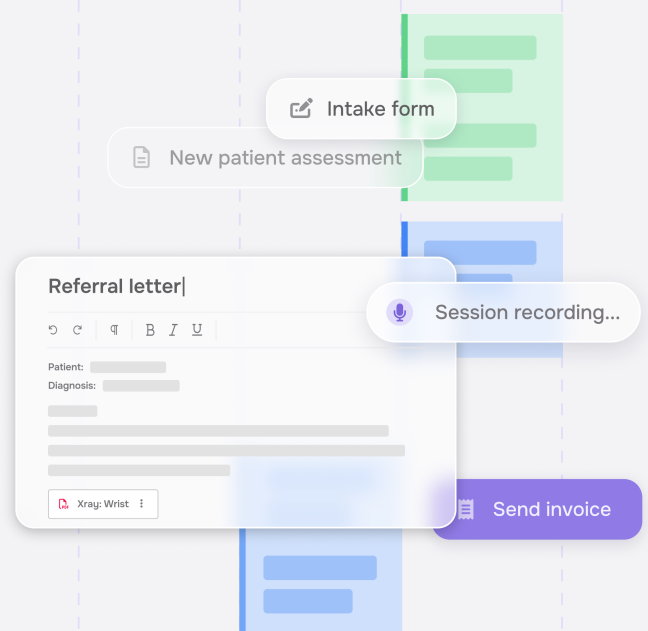 Intake form
New patient assessment
Referral letter
Session recording...
B I U
Patient:
Diagnosis:
Xray: Wrist
Send invoice